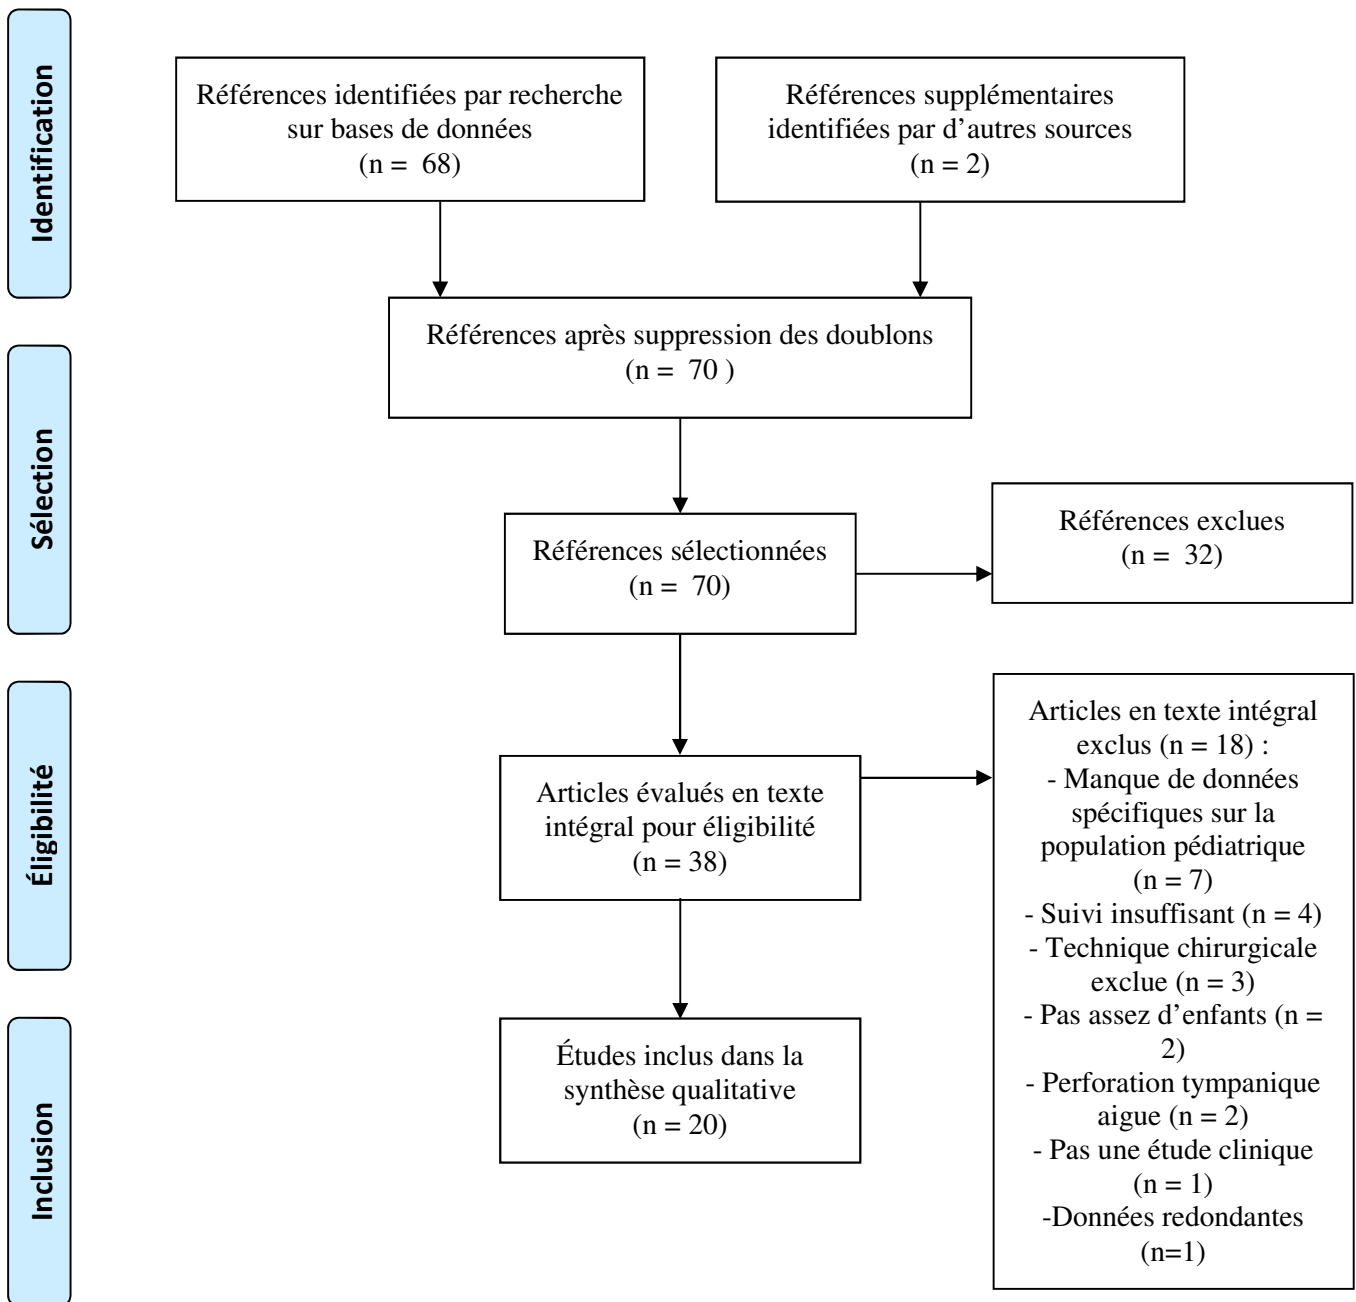 Identification
Références identifiées par recherche
sur bases de données
(n = 68)
Références supplémentaires
identifiées par d’autres sources
(n = 2)
Références après suppression des doublons
(n = 70 )
Sélection
Références sélectionnées
(n = 70)
Références exclues
(n = 32)
Éligibilité
Articles évalués en texte
intégral pour éligibilité
(n = 38)
Articles en texte intégral
exclus (n = 18) :
- Manque de données
spécifiques sur la
population pédiatrique
(n = 7)
- Suivi insuffisant (n = 4)
- Technique chirurgicale
exclue (n = 3)
- Pas assez d’enfants (n =
2)
- Perforation tympanique
aigue (n = 2)
- Pas une étude clinique
(n = 1)
-Données redondantes
(n=1)
Inclusion
Études inclus dans la
synthèse qualitative
(n = 20)